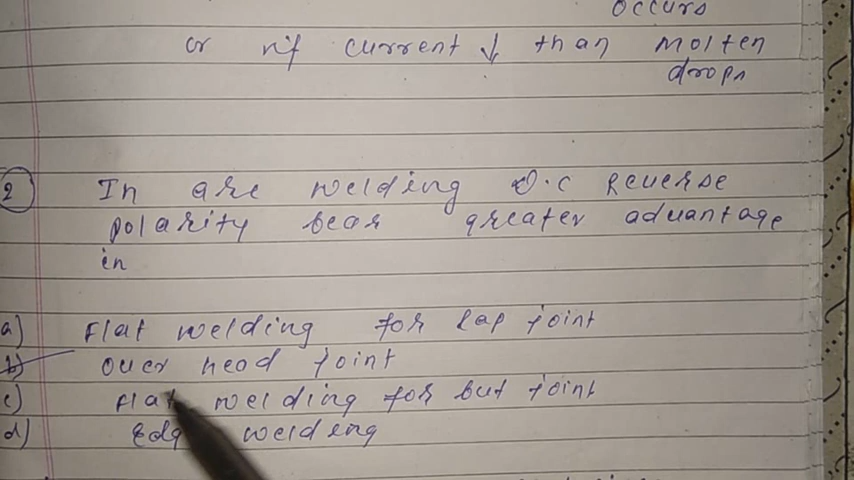 occurs
or if current ↓ than molten
drops
2 In arc welding D.C Reverse
polarity bear greater advantage
in
a) Flat welding for lap joint
b) over head joint
c) Flat welding for but joint
d) Edg welding